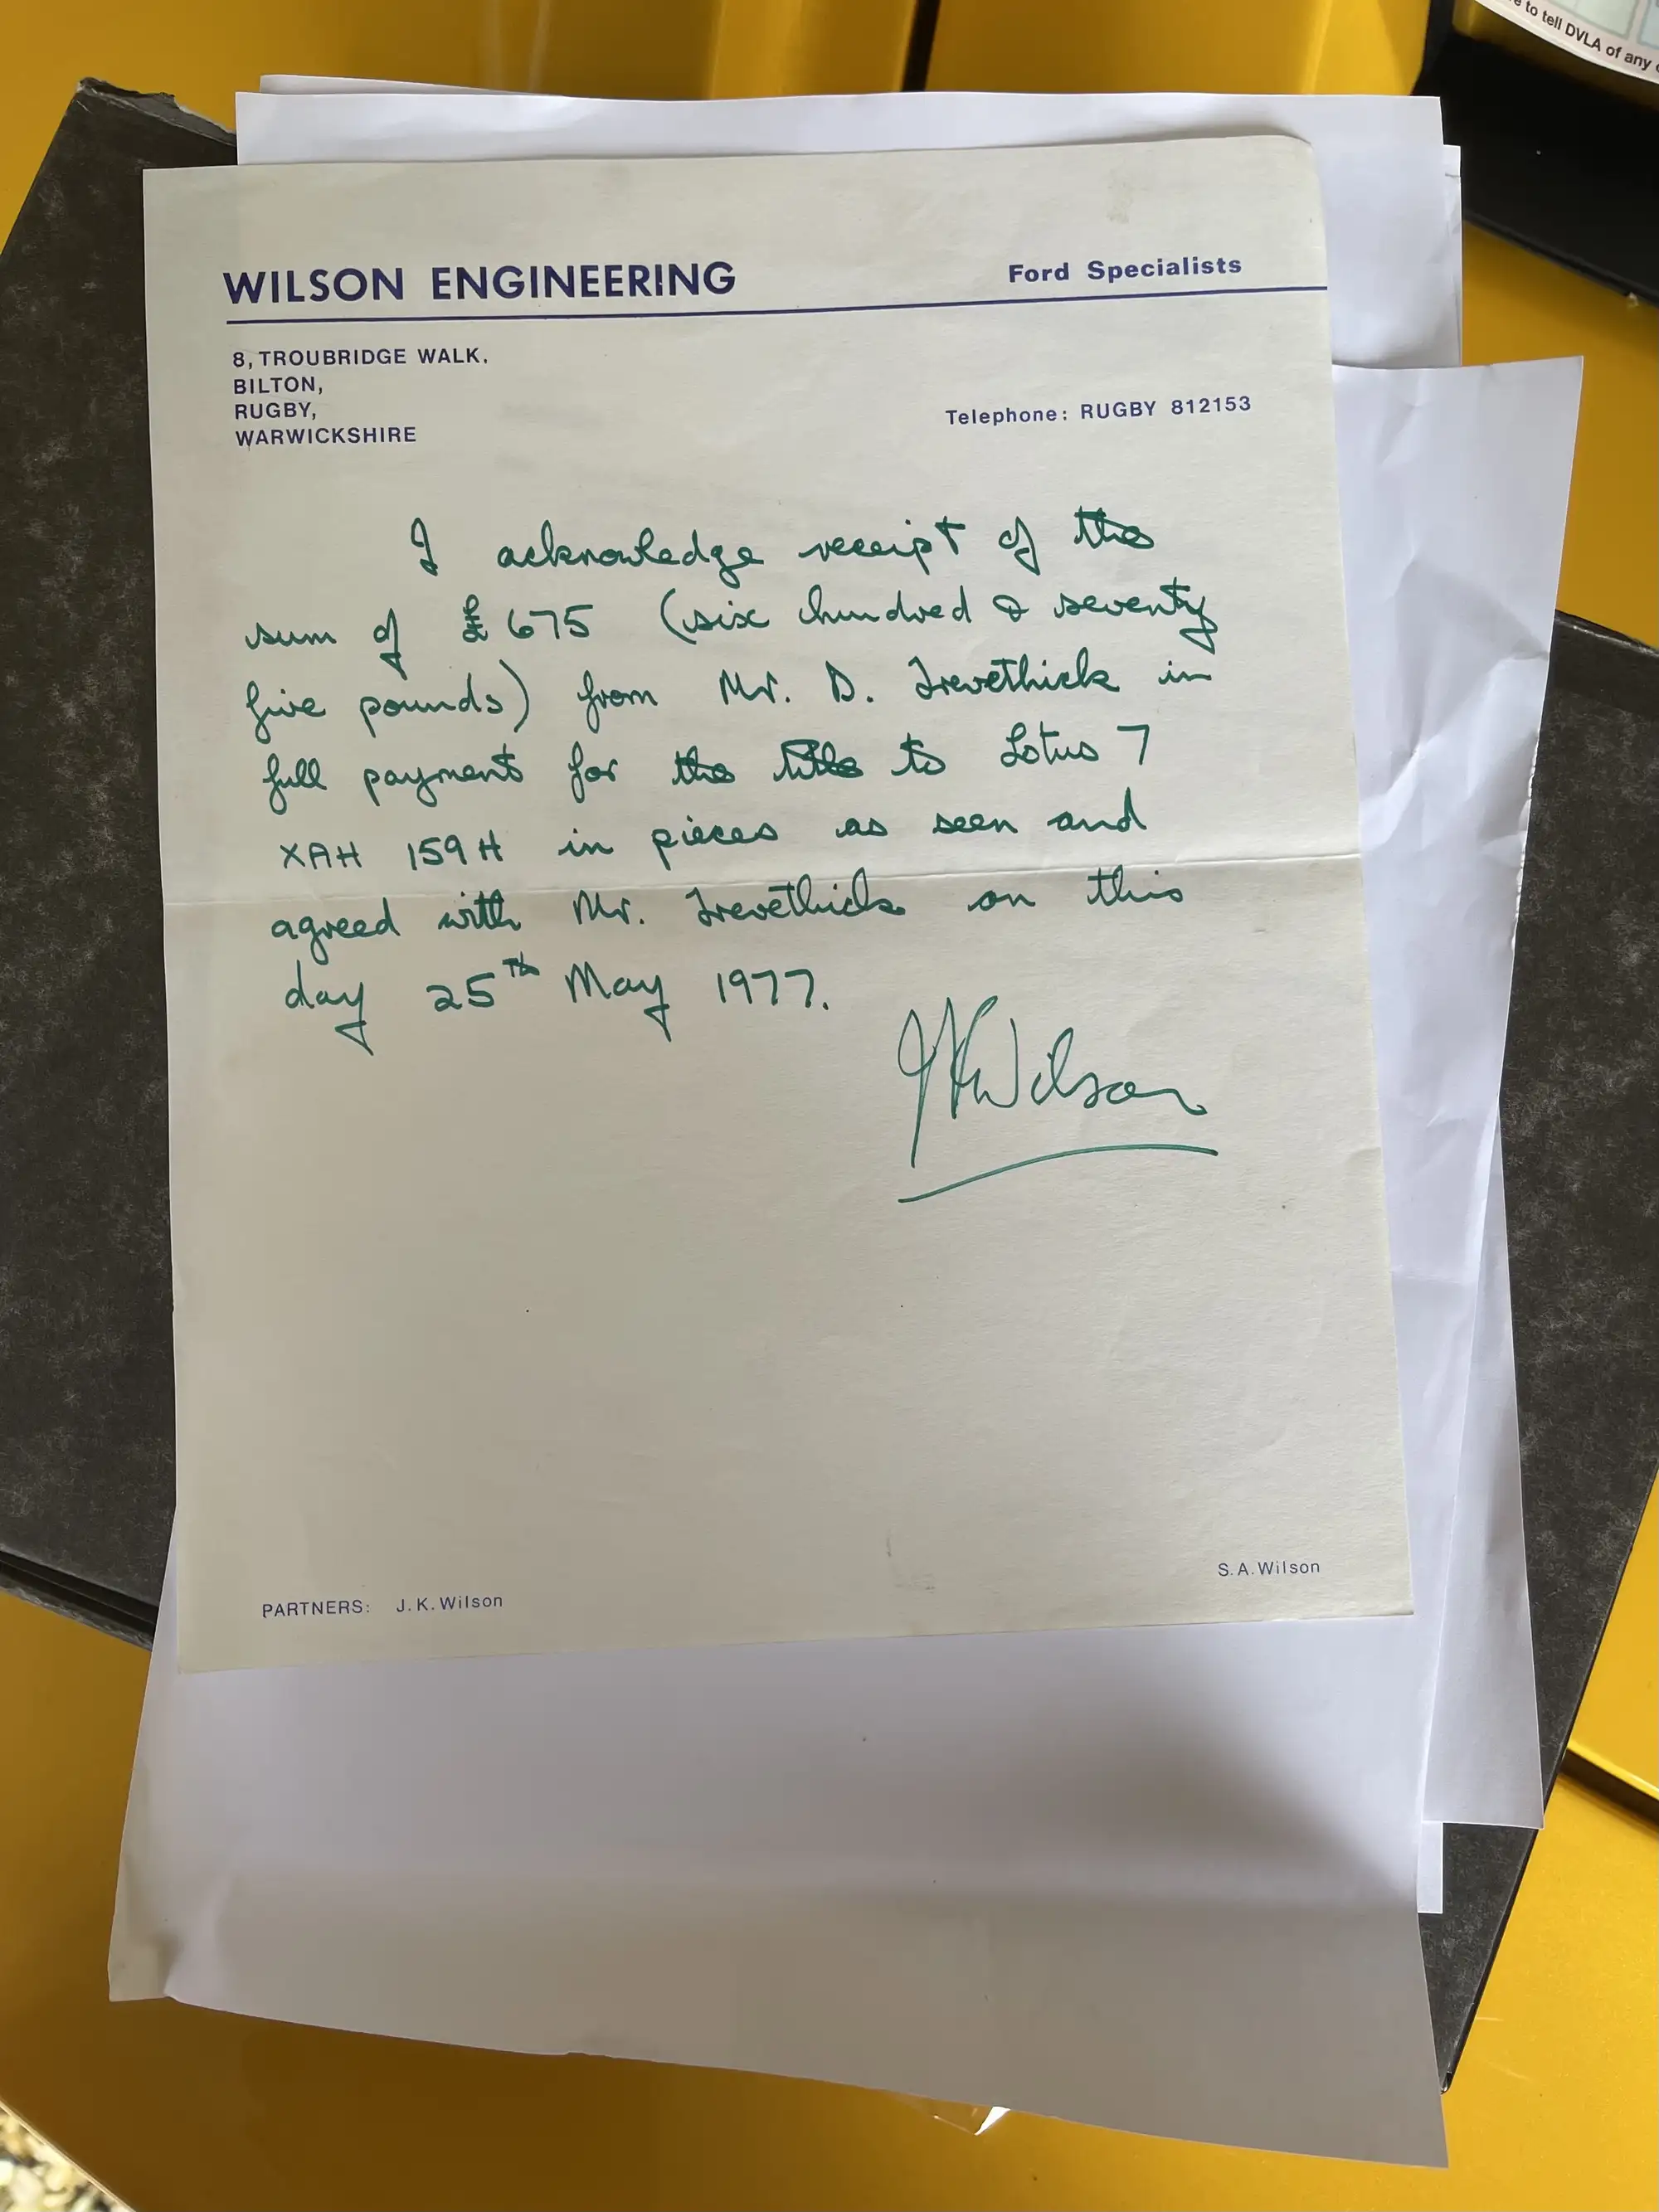 e to tell DVLA of any c
WILSON ENGINEERING
Ford Specialists
8, TROUBRIDGE WALK.
BILTON,
RUGBY,
WARWICKSHIRE
Telephone: RUGBY 812153
I acknowledge receipt of the
sum of £675 (six hundred & seventy
five pounds) from Mr. D. Trevethick in
full payment for the title to Lotus 7
XAH 159H in pieces as seen and
agreed with Mr. Trevethick on this
day 25Th May 1977.
JKWilson
PARTNERS: J.K.Wilson
S.A.Wilson